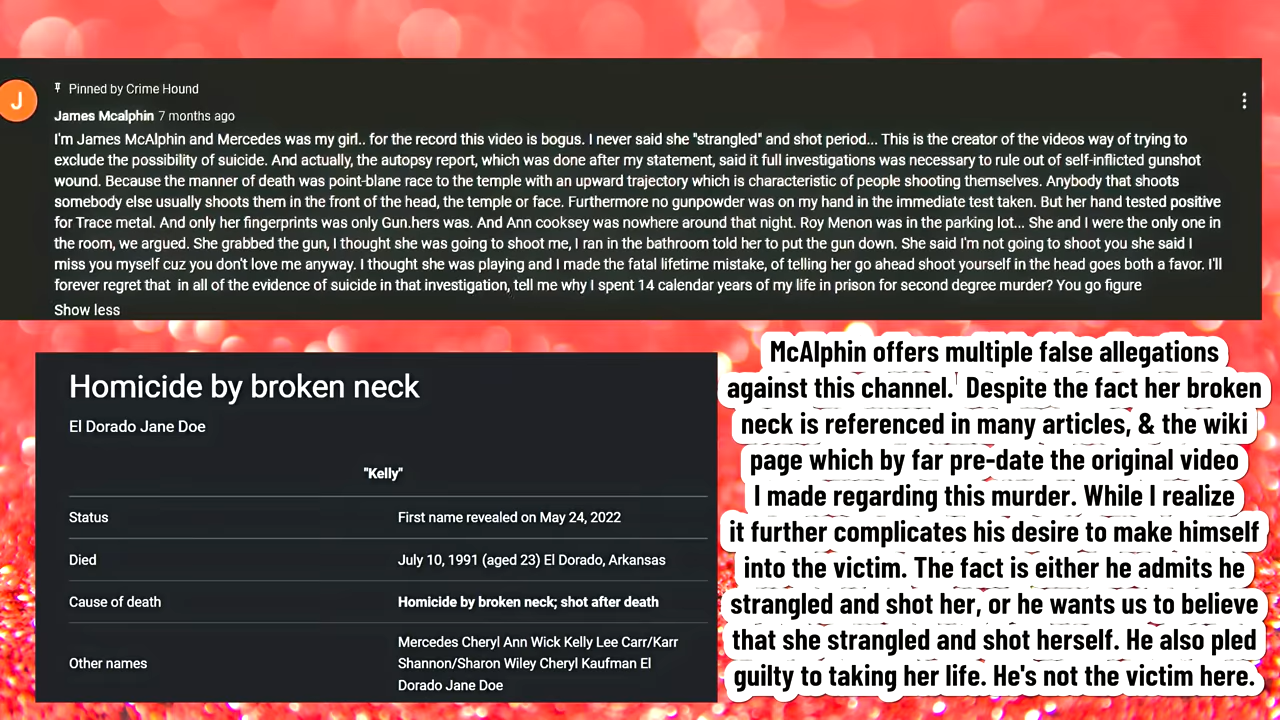 J
Pinned by Crime Hound
James Mcalphin 7 months ago
I'm James McAlphin and Mercedes was my girl.. for the record this video is bogus. I never said she "strangled" and shot period... This is the creator of the videos way of trying to
exclude the possibility of suicide. And actually, the autopsy report, which was done after my statement, said it full investigations was necessary to rule out of self-inflicted gunshot
wound. Because the manner of death was point-blane race to the temple with an upward trajectory which is characteristic of people shooting themselves. Anybody that shoots
somebody else usually shoots them in the front of the head, the temple or face. Furthermore no gunpowder was on my hand in the immediate test taken. But her hand tested positive
for Trace metal. And only her fingerprints was only Gun.hers was. And Ann cooksey was nowhere around that night. Roy Menon was in the parking lot... She and I were the only one in
the room, we argued. She grabbed the gun, I thought she was going to shoot me, I ran in the bathroom told her to put the gun down. She said I'm not going to shoot you she said I
miss you myself cuz you don't love me anyway. I thought she was playing and I made the fatal lifetime mistake, of telling her go ahead shoot yourself in the head goes both a favor. I'll
forever regret that in all of the evidence of suicide in that investigation, tell me why I spent 14 calendar years of my life in prison for second degree murder? You go figure
Show less
Homicide by broken neck
El Dorado Jane Doe
"Kelly"
Status First name revealed on May 24, 2022
Died July 10, 1991 (aged 23) El Dorado, Arkansas
Cause of death Homicide by broken neck; shot after death
Other names Mercedes Cheryl Ann Wick Kelly Lee Carr/Karr
Shannon/Sharon Wiley Cheryl Kaufman El
Dorado Jane Doe
McAlphin offers multiple false allegations
against this channel. Despite the fact her broken
neck is referenced in many articles, & the wiki
page which by far pre-date the original video
I made regarding this murder. While I realize
it further complicates his desire to make himself
into the victim. The fact is either he admits he
strangled and shot her, or he wants us to believe
that she strangled and shot herself. He also pled
guilty to taking her life. He's not the victim here.